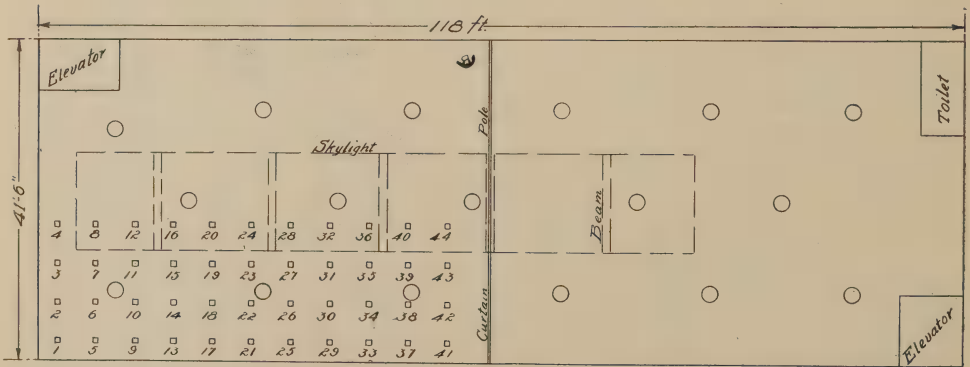 118 ft.
Elevator
Toilet
Pole
Skylight
41'-6"
Beam
4 8 12 16 20 24 28 32 36 40 44
3 7 11 15 19 23 27 31 35 39 43
2 6 10 14 18 22 26 30 34 38 42
Curtain
1 5 9 13 17 21 25 29 33 37 41
Elevator